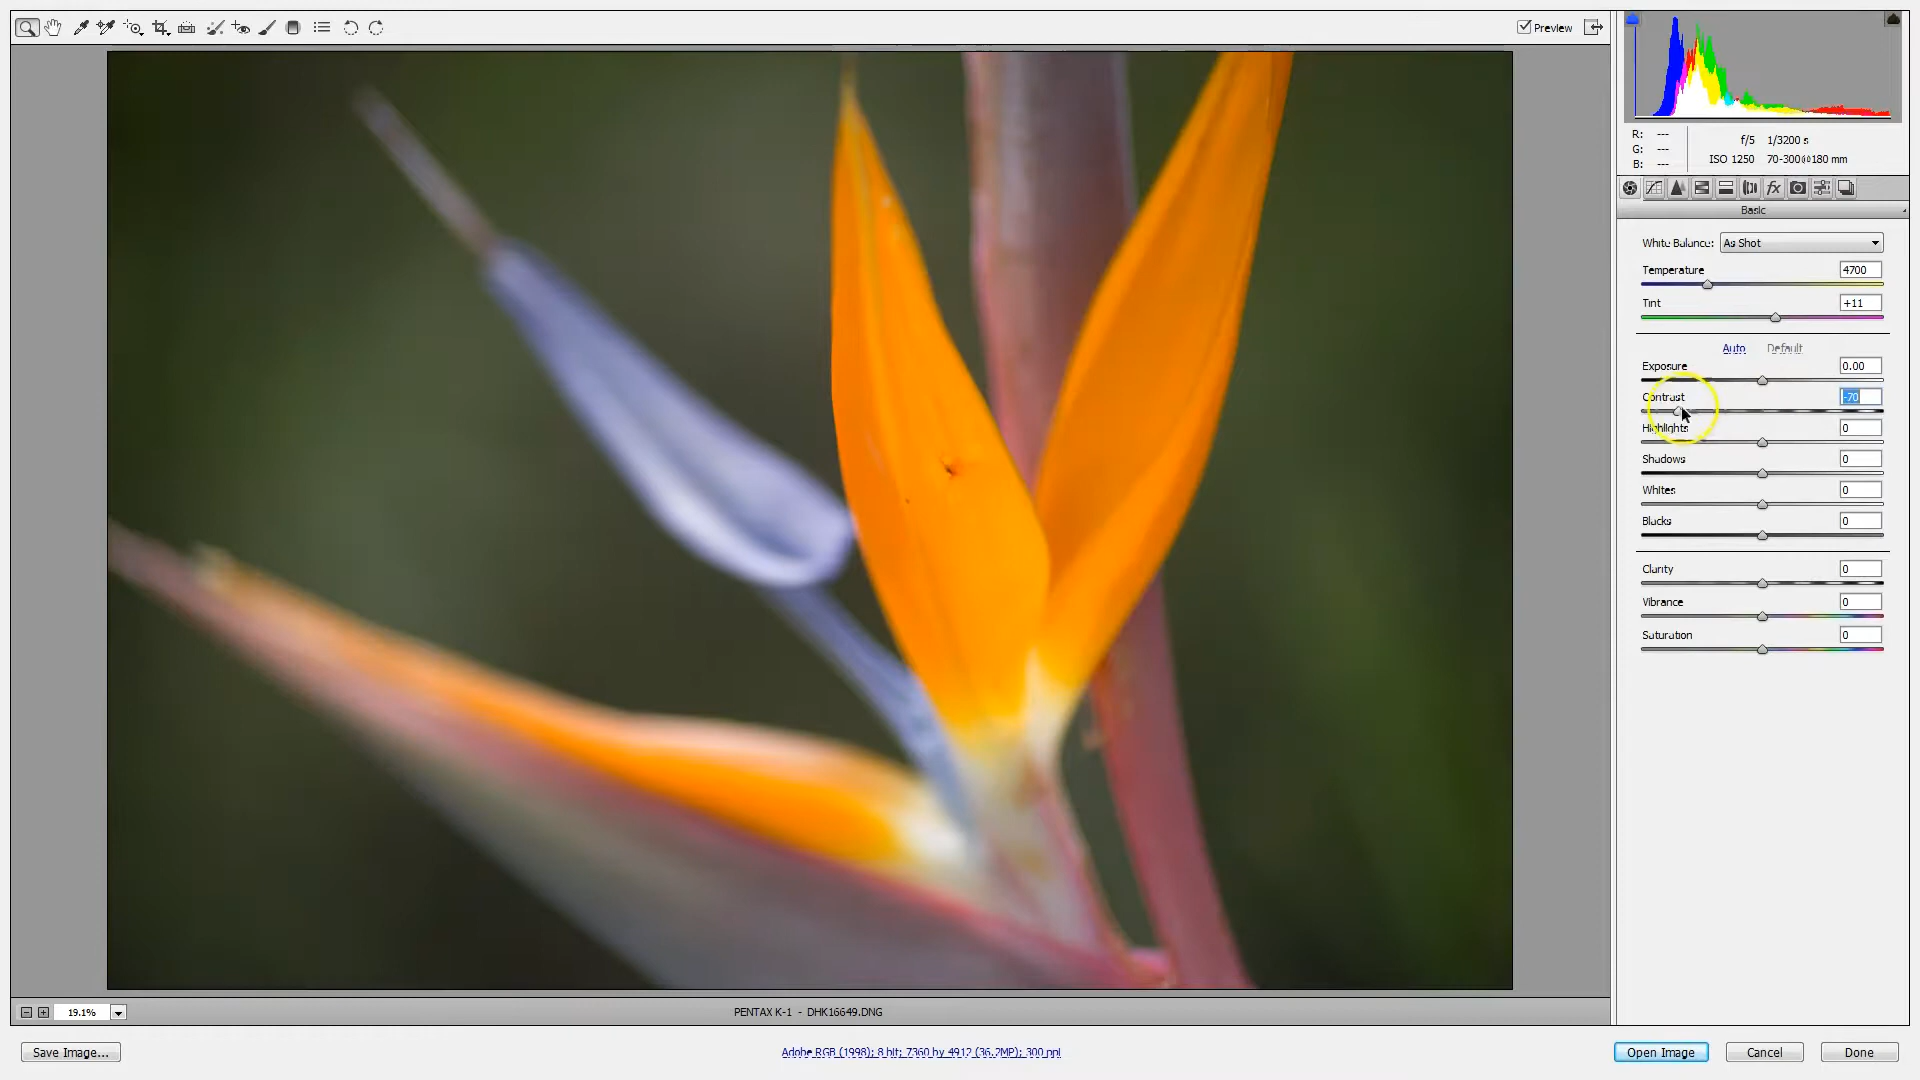 Preview
R: ---
G: ---
B: ---
f/5 1/3200 s
ISO 1250 70-300@180 mm
fx
Basic
White Balance: As Shot
Temperature 4700
Tint +11
Auto Default
Exposure 0.00
Contrast -70
Highlights 0
Shadows 0
Whites 0
Blacks 0
Clarity 0
Vibrance 0
Saturation 0
19.1% PENTAX K-1 - DHK16649.DNG
Save Image... Adobe RGB (1998); 8 bit; 7360 by 4912 (36.2MP); 300 ppi Open Image Cancel Done